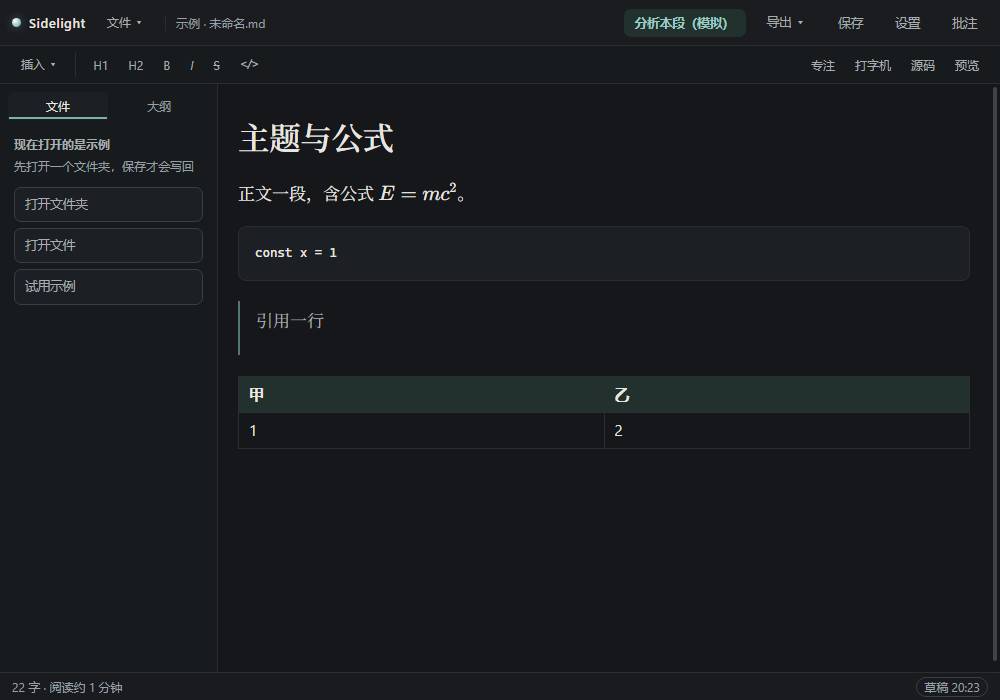 Sidelight 文件 示例 · 未命名.md 分析本段（模拟） 导出 保存 设置 批注
插入 H1 H2 B I S </> 专注 打字机 源码 预览
文件 大纲
现在打开的是示例
先打开一个文件夹，保存才会写回
打开文件夹
打开文件
试用示例
主题与公式
正文一段，含公式 E = mc²。
const x = 1
引用一行
甲 乙
1 2
22 字 · 阅读约 1 分钟 草稿 20:23